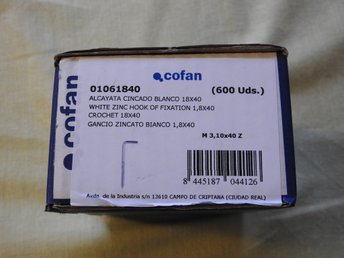 cofan
01061840 (600 Uds.)
ALCAYATA CINCADO BLANCO 18X40
WHITE ZINC HOOK OF FIXATION 1,8X40
CROCHET 18X40
GANCIO ZINCATO BIANCO 1,8X40
M 3,10x40 Z
8 445187 044126
Avda. de la Industria s/n 13610 CAMPO DE CRIPTANA (CIUDAD REAL)
cofan